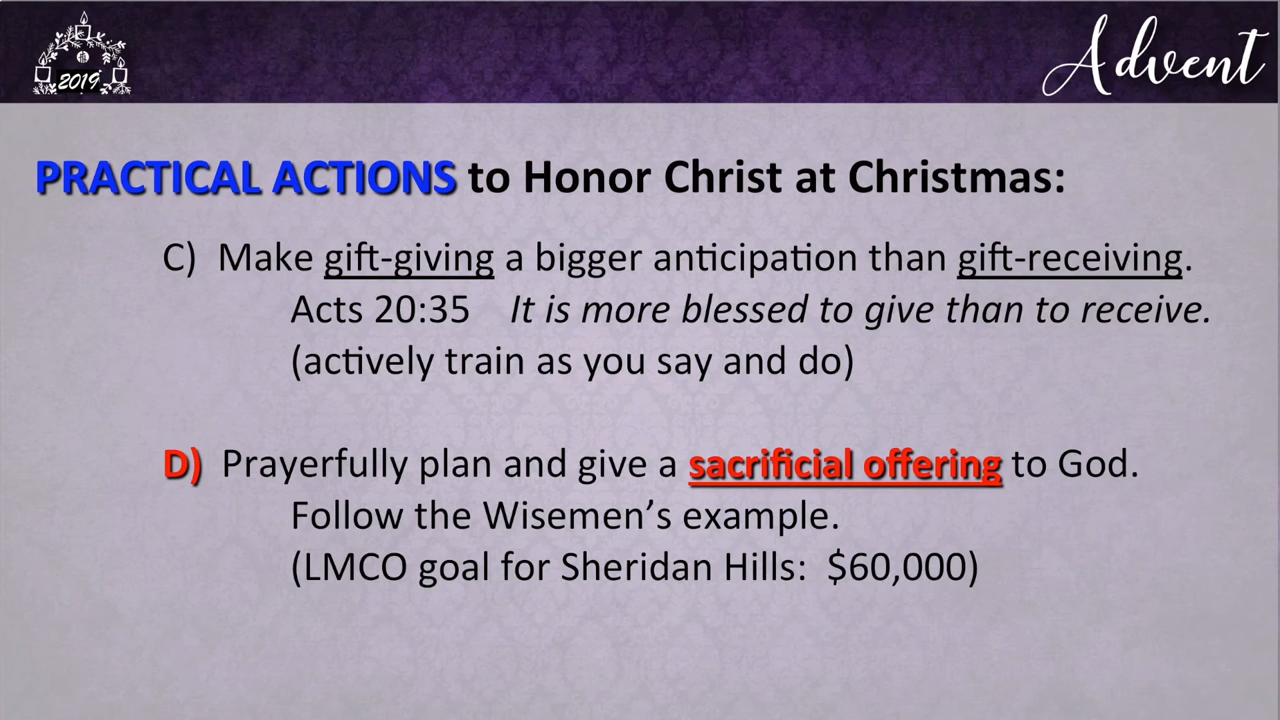 2019
Advent
PRACTICAL ACTIONS to Honor Christ at Christmas:
C) Make gift-giving a bigger anticipation than gift-receiving.
Acts 20:35 It is more blessed to give than to receive.
(actively train as you say and do)
D) Prayerfully plan and give a sacrificial offering to God.
Follow the Wisemen’s example.
(LMCO goal for Sheridan Hills: $60,000)